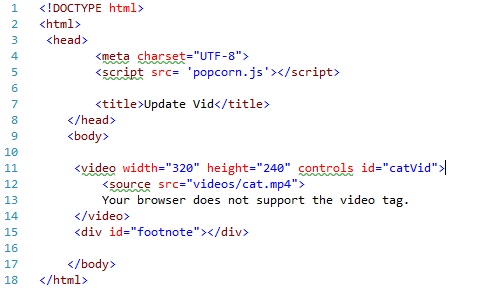 1 <!DOCTYPE html>
2 <html>
3 <head>
4 <meta charset="UTF-8">
5 <script src= 'popcorn.js'></script>
6
7 <title>Update Vid</title>
8 </head>
9 <body>
10
11 <video width="320" height="240" controls id="catVid">
12 <source src="videos/cat.mp4">
13 Your browser does not support the video tag.
14 </video>
15 <div id="footnote"></div>
16
17 </body>
18 </html>